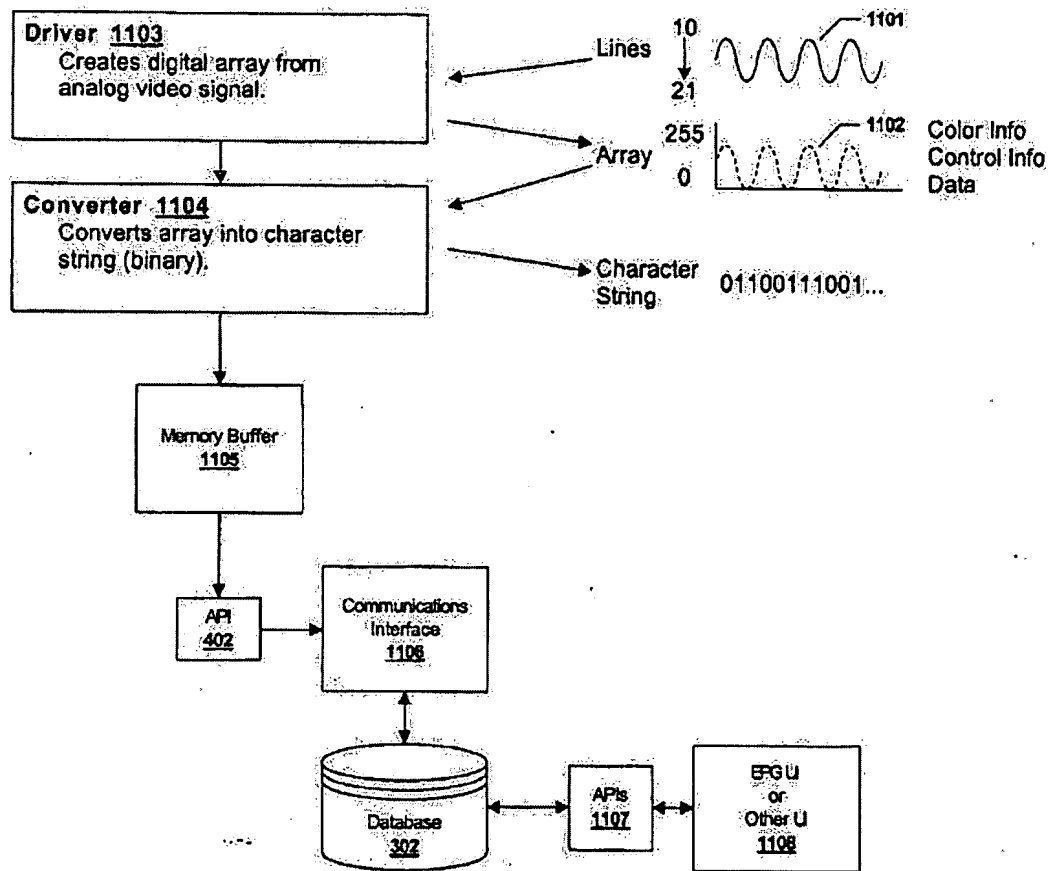 Driver 1103
Creates digital array from
analog video signal.
Lines
10
21
1101
Array
255
0
1102
Color Info
Control Info
Data
Converter 1104
Converts array into character
string (binary).
Character
String
01100111001...
Memory Buffer
1105
API
402
Communications
Interface
1106
Database
302
APIs
1107
EPG UI
or
Other UI
1108